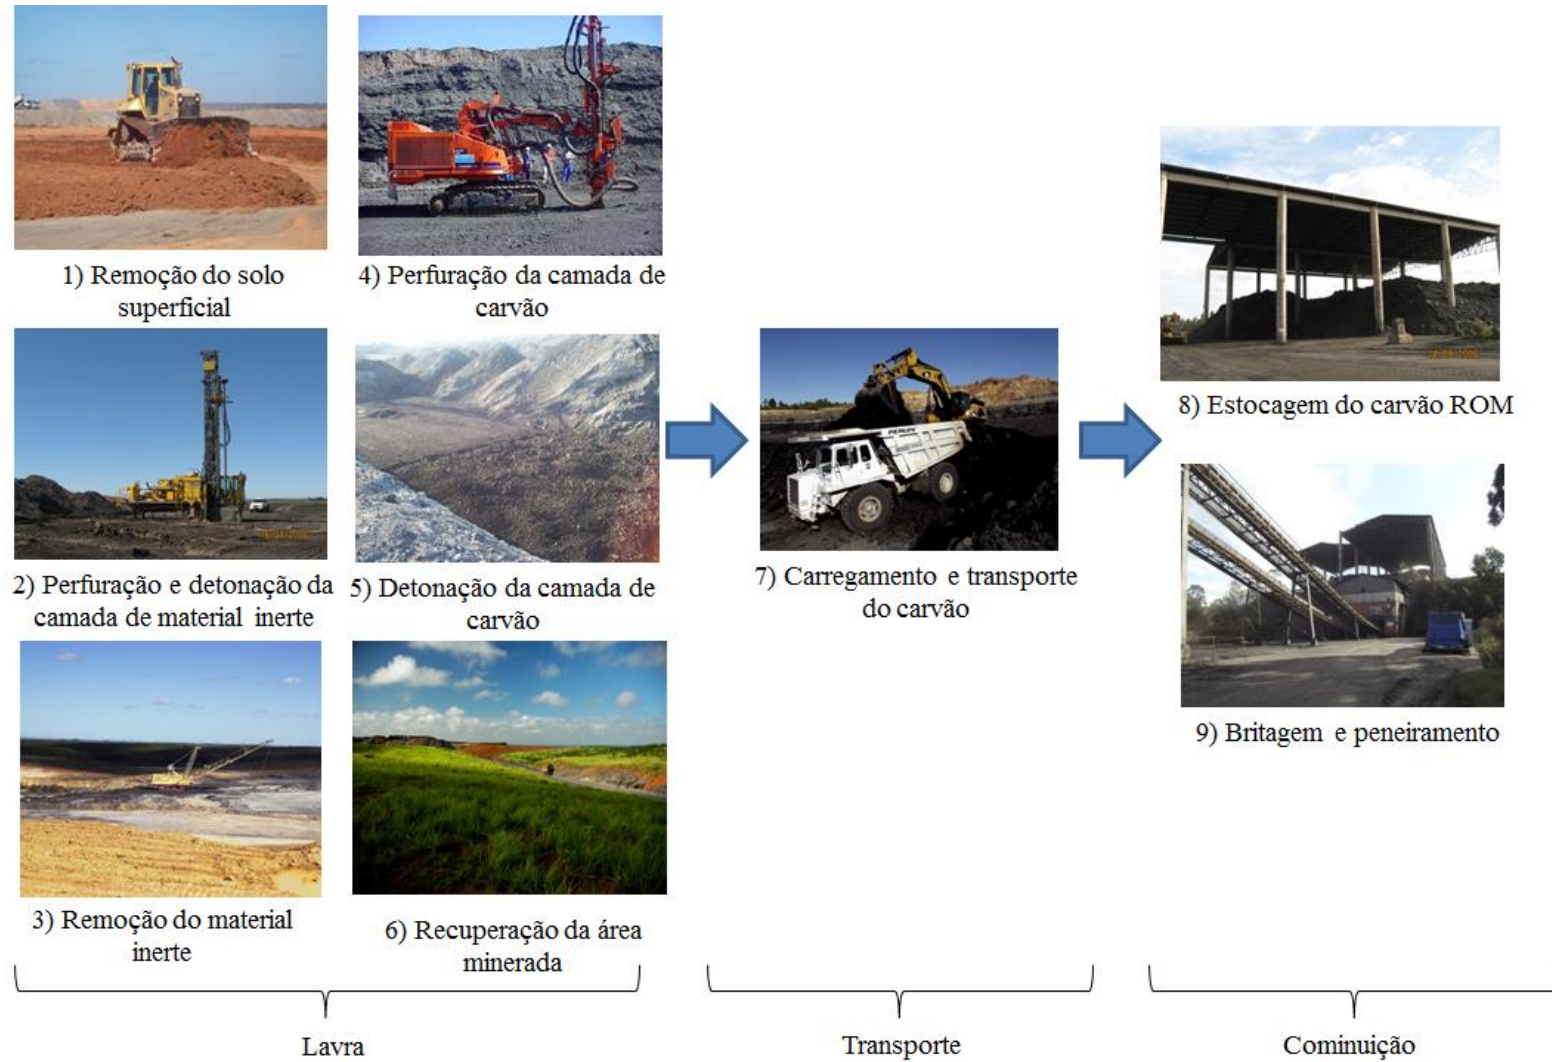 1) Remoção do solo
superficial
4) Perfuração da camada de
carvão
2) Perfuração e detonação da
camada de material inerte
5) Detonação da camada de
carvão
3) Remoção do material
inerte
6) Recuperação da área
minerada
PERLINI
7) Carregamento e transporte
do carvão
8) Estocagem do carvão ROM
9) Britagem e peneiramento
Lavra
Transporte
Cominuição